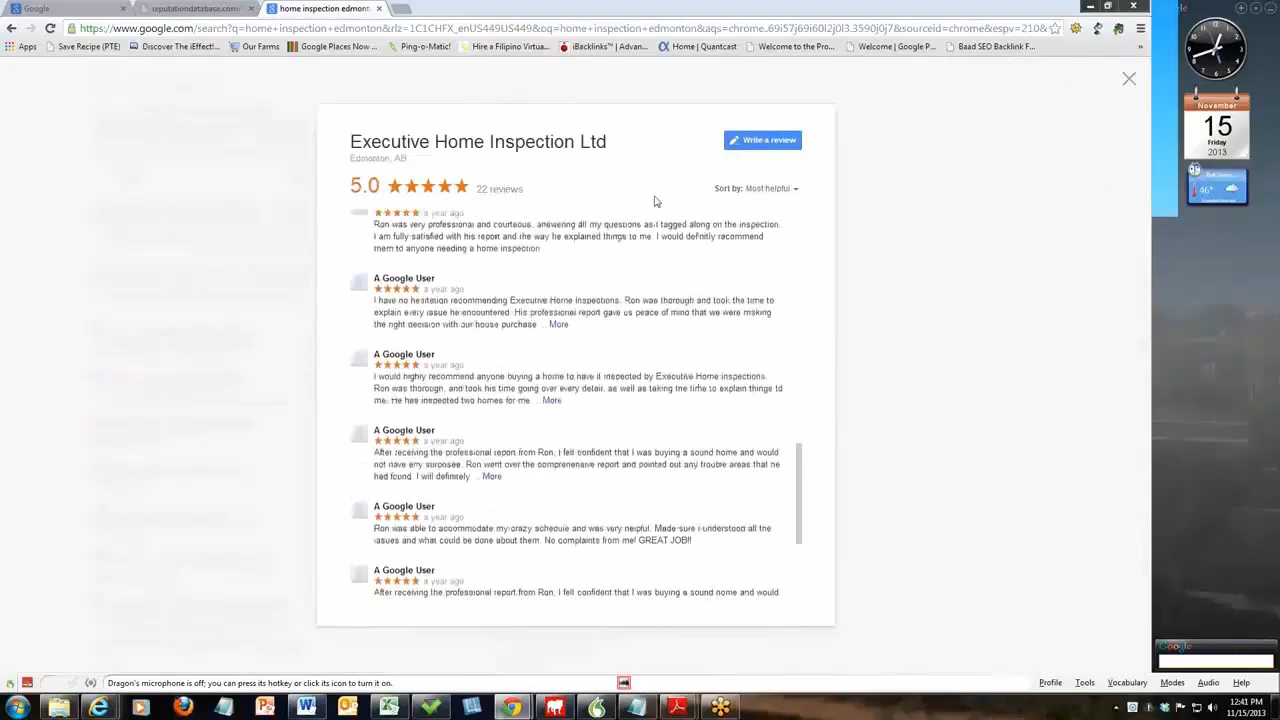 Google
reputationdatabase.com/
home inspection edmont
https://www.google.com/search?q=home+inspection+edmonton&rlz=1C1CHFX_enUS449US449&oq=home+inspection+edmonton&aqs=chrome..69i57j69i60l2j0l3.3590j0j7&sourceid=chrome&espv=210&i
Apps Save Recipe (PTE) Discover The iEffect!... Our Farms Google Places Now ... Ping-o-Matic! Hire a Filipino Virtua... iBacklinks™ | Advan... Home | Quantcast Welcome to the Pro... Welcome | Google P... Baad SEO Backlink F... »
Executive Home Inspection Ltd
Write a review
Edmonton, AB
5.0 22 reviews
Sort by: Most helpful
a year ago
Ron was very professional and courteous, answering all my questions as I tagged along on the inspection.
I am fully satisfied with his report and the way he explained things to me. I would definitly recommend
them to anyone needing a home inspection
A Google User
a year ago
I have no hesitation recommending Executive Home Inspections. Ron was thorough and took the time to
explain every issue he encountered. His professional report gave us peace of mind that we were making
the right decision with our house purchase ... More
A Google User
a year ago
I would highly recommend anyone buying a home to have it inspected by Executive Home inspections.
Ron was thorough, and took his time going over every detail, as well as taking the time to explain things to
me. He has inspected two homes for me ... More
A Google User
a year ago
After receiving the professional report from Ron, I fell confident that I was buying a sound home and would
not have any surprises. Ron went over the comprehensive report and pointed out any trouble areas that he
had found. I will definitely ... More
A Google User
a year ago
Ron was able to accommodate my crazy schedule and was very helpful. Made sure i understood all the
issues and what could be done about them. No complaints from me! GREAT JOB!!
A Google User
a year ago
After receiving the professional report from Ron, I fell confident that I was buying a sound home and would
November
15
Friday
2013
46°
Google
Dragon's microphone is off; you can press its hotkey or click its icon to turn it on.
Profile Tools Vocabulary Modes Audio Help
12:41 PM
11/15/2013